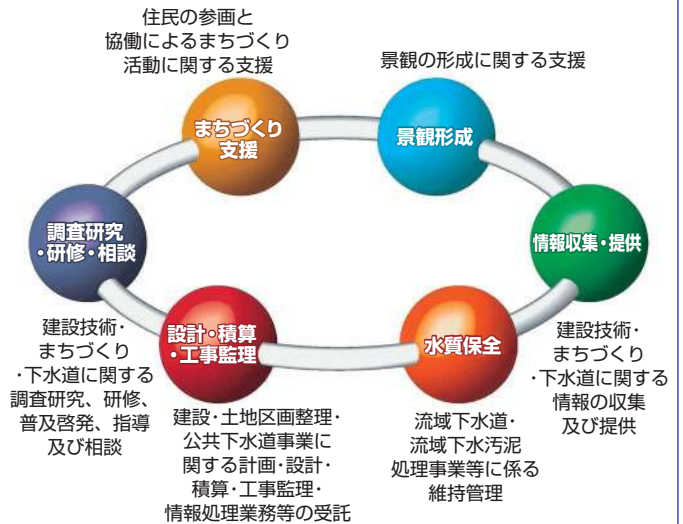 住民の参画と
協働によるまちづくり
活動に関する支援
まちづくり
支援
景観の形成に関する支援
景観形成
調査研究
・研修・相談
建設技術・
まちづくり
・下水道に関する
調査研究、研修、
普及啓発、指導
及び相談
情報収集・提供
建設技術・
まちづくり
・下水道に関する
情報の収集
及び提供
設計・積算
・工事監理
建設・土地区画整理・
公共下水道事業に
関する計画・設計・
積算・工事監理・
情報処理業務等の受託
水質保全
流域下水道・
流域下水汚泥
処理事業等に係る
維持管理